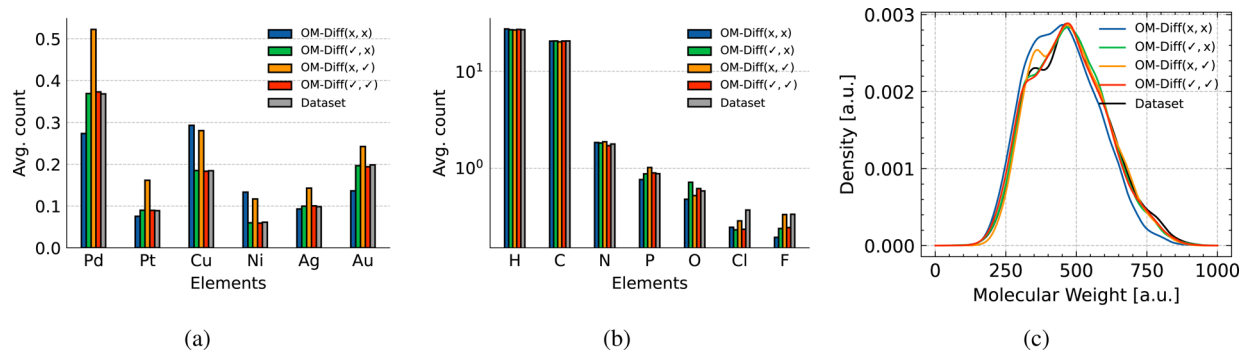 OM-Diff(x, x)
OM-Diff(✓, x)
OM-Diff(x, ✓)
OM-Diff(✓, ✓)
Dataset
Avg. count
0.5
0.4
0.3
0.2
0.1
0.0
Pd Pt Cu Ni Ag Au
Elements
(a)
OM-Diff(x, x)
OM-Diff(✓, x)
OM-Diff(x, ✓)
OM-Diff(✓, ✓)
Dataset
Avg. count
10¹
10⁰
H C N P O Cl F
Elements
(b)
OM-Diff(x, x)
OM-Diff(✓, x)
OM-Diff(x, ✓)
OM-Diff(✓, ✓)
Dataset
Density [a.u.]
0.003
0.002
0.001
0.000
0 250 500 750 1000
Molecular Weight [a.u.]
(c)